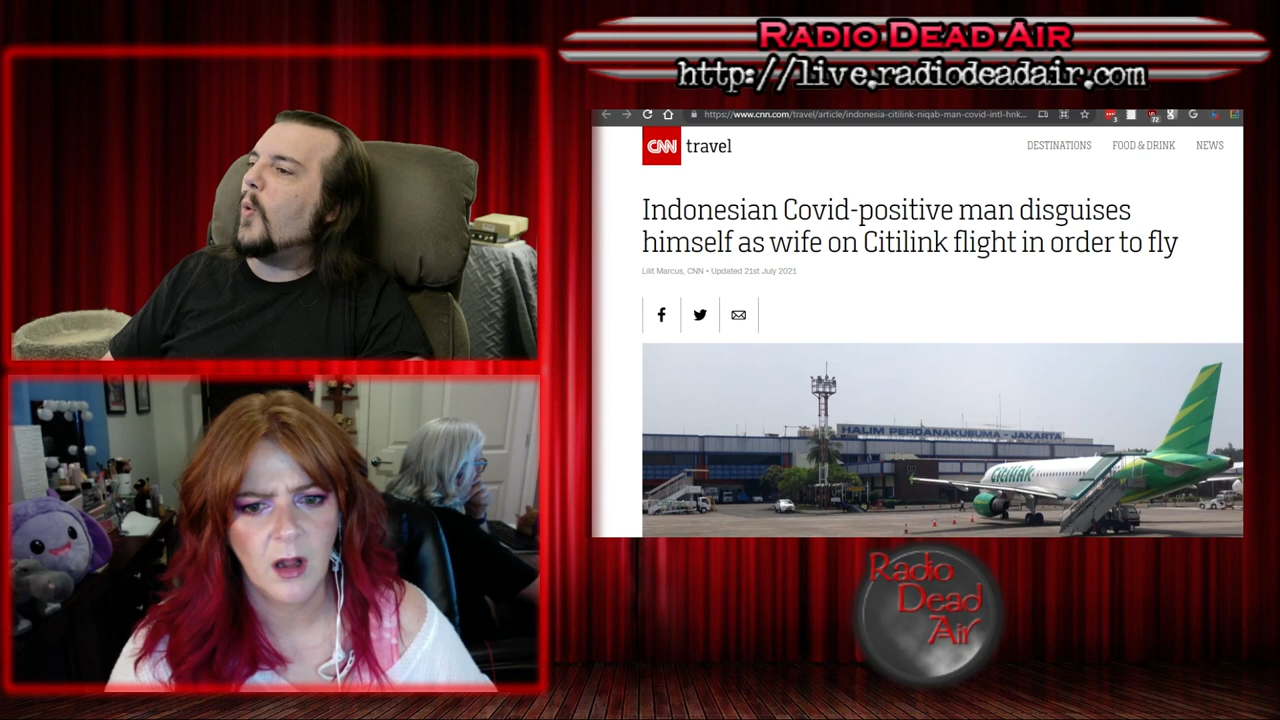 RADIO DEAD AIR
http://live.radiodeadair.com
https://www.cnn.com/travel/article/indonesia-citilink-niqab-man-covid-intl-hnk...
CNN travel
DESTINATIONS FOOD & DRINK NEWS
Indonesian Covid-positive man disguises
himself as wife on Citilink flight in order to fly
Lilit Marcus, CNN • Updated 21st July 2021
HALIM PERDANAKUSUMA - JAKARTA
Citilink
Radio
Dead
Air